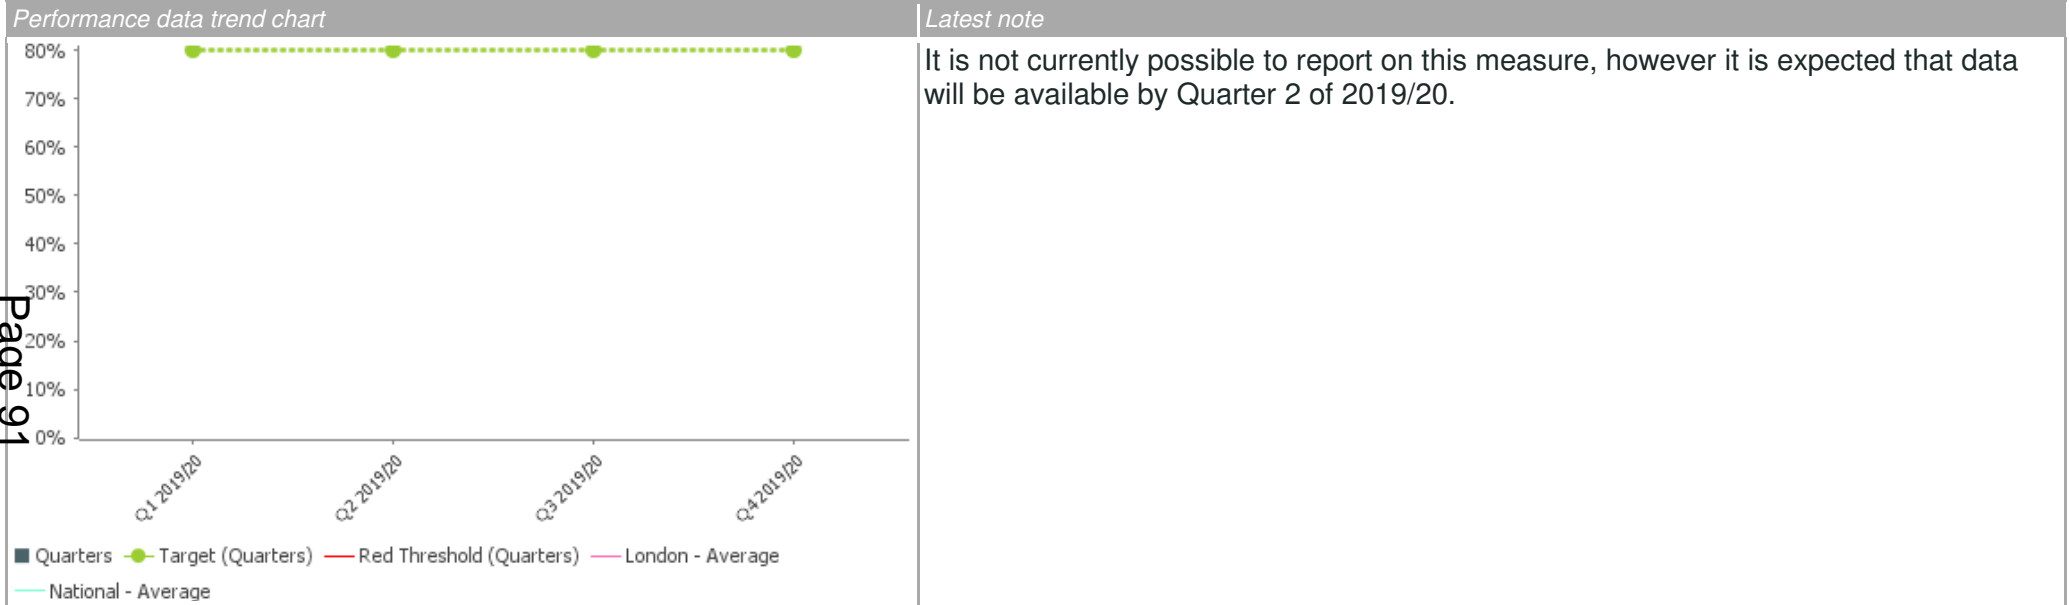 Performance data trend chart
Latest note
80%
70%
60%
50%
40%
30%
20%
10%
0%
Q1 2019/20
Q2 2019/20
Q3 2019/20
Q4 2019/20
Quarters
Target (Quarters)
Red Threshold (Quarters)
London - Average
National - Average
It is not currently possible to report on this measure, however it is expected that data
will be available by Quarter 2 of 2019/20.
Page 91